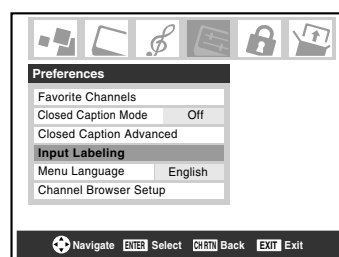 Preferences
Favorite Channels
Closed Caption Mode Off
Closed Caption Advanced
Input Labeling
Menu Language English
Channel Browser Setup
Navigate ENTER Select CH RTN Back EXIT Exit